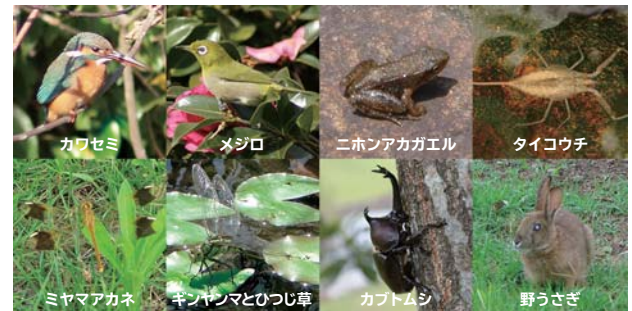 カワセミ
メジロ
ニホンアカガエル
タイコウチ
ミヤマアカネ
ギンヤンマとひつじ草
カブトムシ
野うさぎ